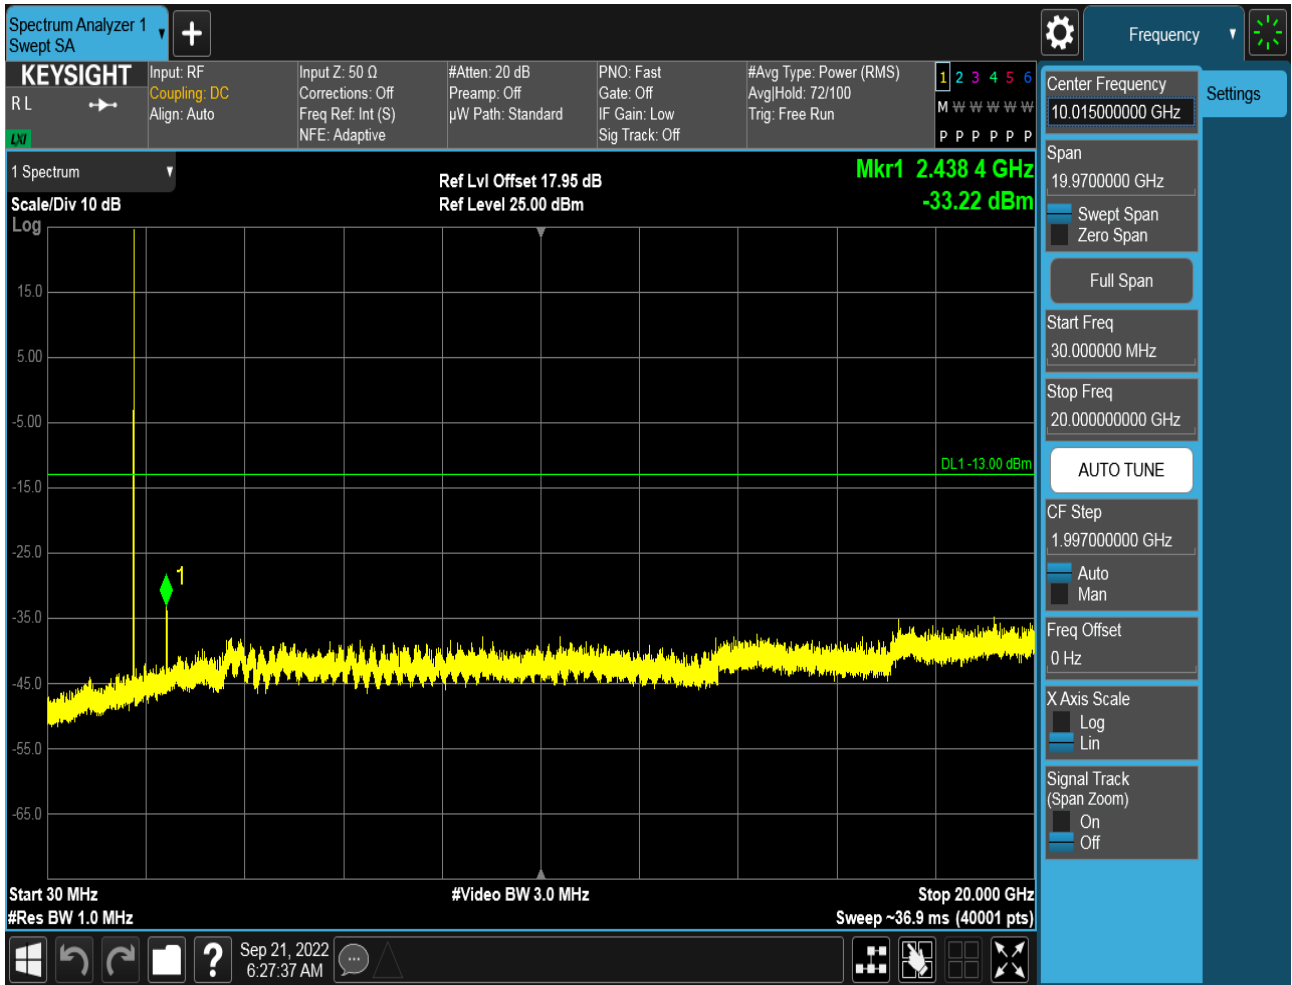 Spectrum Analyzer 1
Swept SA
+
Frequency
KEYSIGHT
R L
LXI
Input: RF
Coupling: DC
Align: Auto
Input Z: 50 Ω
Corrections: Off
Freq Ref: Int (S)
NFE: Adaptive
#Atten: 20 dB
Preamp: Off
µW Path: Standard
PNO: Fast
Gate: Off
IF Gain: Low
Sig Track: Off
#Avg Type: Power (RMS)
Avg|Hold: 72/100
Trig: Free Run
1 2 3 4 5 6
M W W W W W
P P P P P P
1 Spectrum
Scale/Div 10 dB
Log
Ref Lvl Offset 17.95 dB
Ref Level 25.00 dBm
Mkr1 2.438 4 GHz
-33.22 dBm
15.0
5.00
-5.00
-15.0
-25.0
-35.0
-45.0
-55.0
-65.0
DL1 -13.00 dBm
1
Start 30 MHz
#Res BW 1.0 MHz
#Video BW 3.0 MHz
Stop 20.000 GHz
Sweep ~36.9 ms (40001 pts)
Center Frequency
10.015000000 GHz
Settings
Span
19.9700000 GHz
Swept Span
Zero Span
Full Span
Start Freq
30.000000 MHz
Stop Freq
20.000000000 GHz
AUTO TUNE
CF Step
1.997000000 GHz
Auto
Man
Freq Offset
0 Hz
X Axis Scale
Log
Lin
Signal Track
(Span Zoom)
On
Off
?
Sep 21, 2022
6:27:37 AM